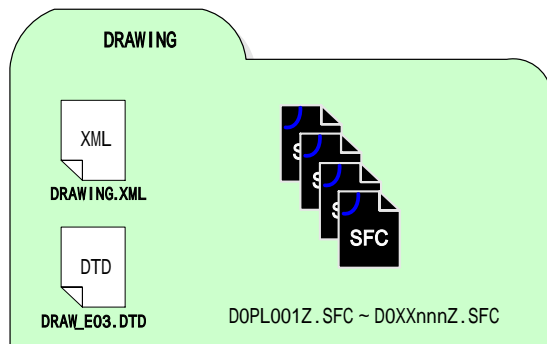 DRAWING
XML
DRAWING.XML
DTD
DRAW_E03.DTD
S
S
S
SFC
D0PL001Z.SFC ~ D0XXnnnZ.SFC